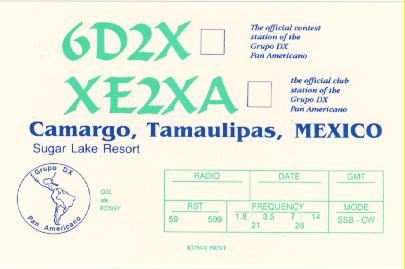 6D2X
The official contest
station of the
Grupo DX
Pan Americano
XE2XA
the official club
station of the
Grupo DX
Pan Americano
Camargo, Tamaulipas, MEXICO
Sugar Lake Resort
Grupo DX
Pan Americano
QSL
via
KD5GY
RADIO DATE GMT
RST FREQUENCY MODE
59 599 1.8 3.5 7 14 SSB - CW
21 28
KD5GY PRINT